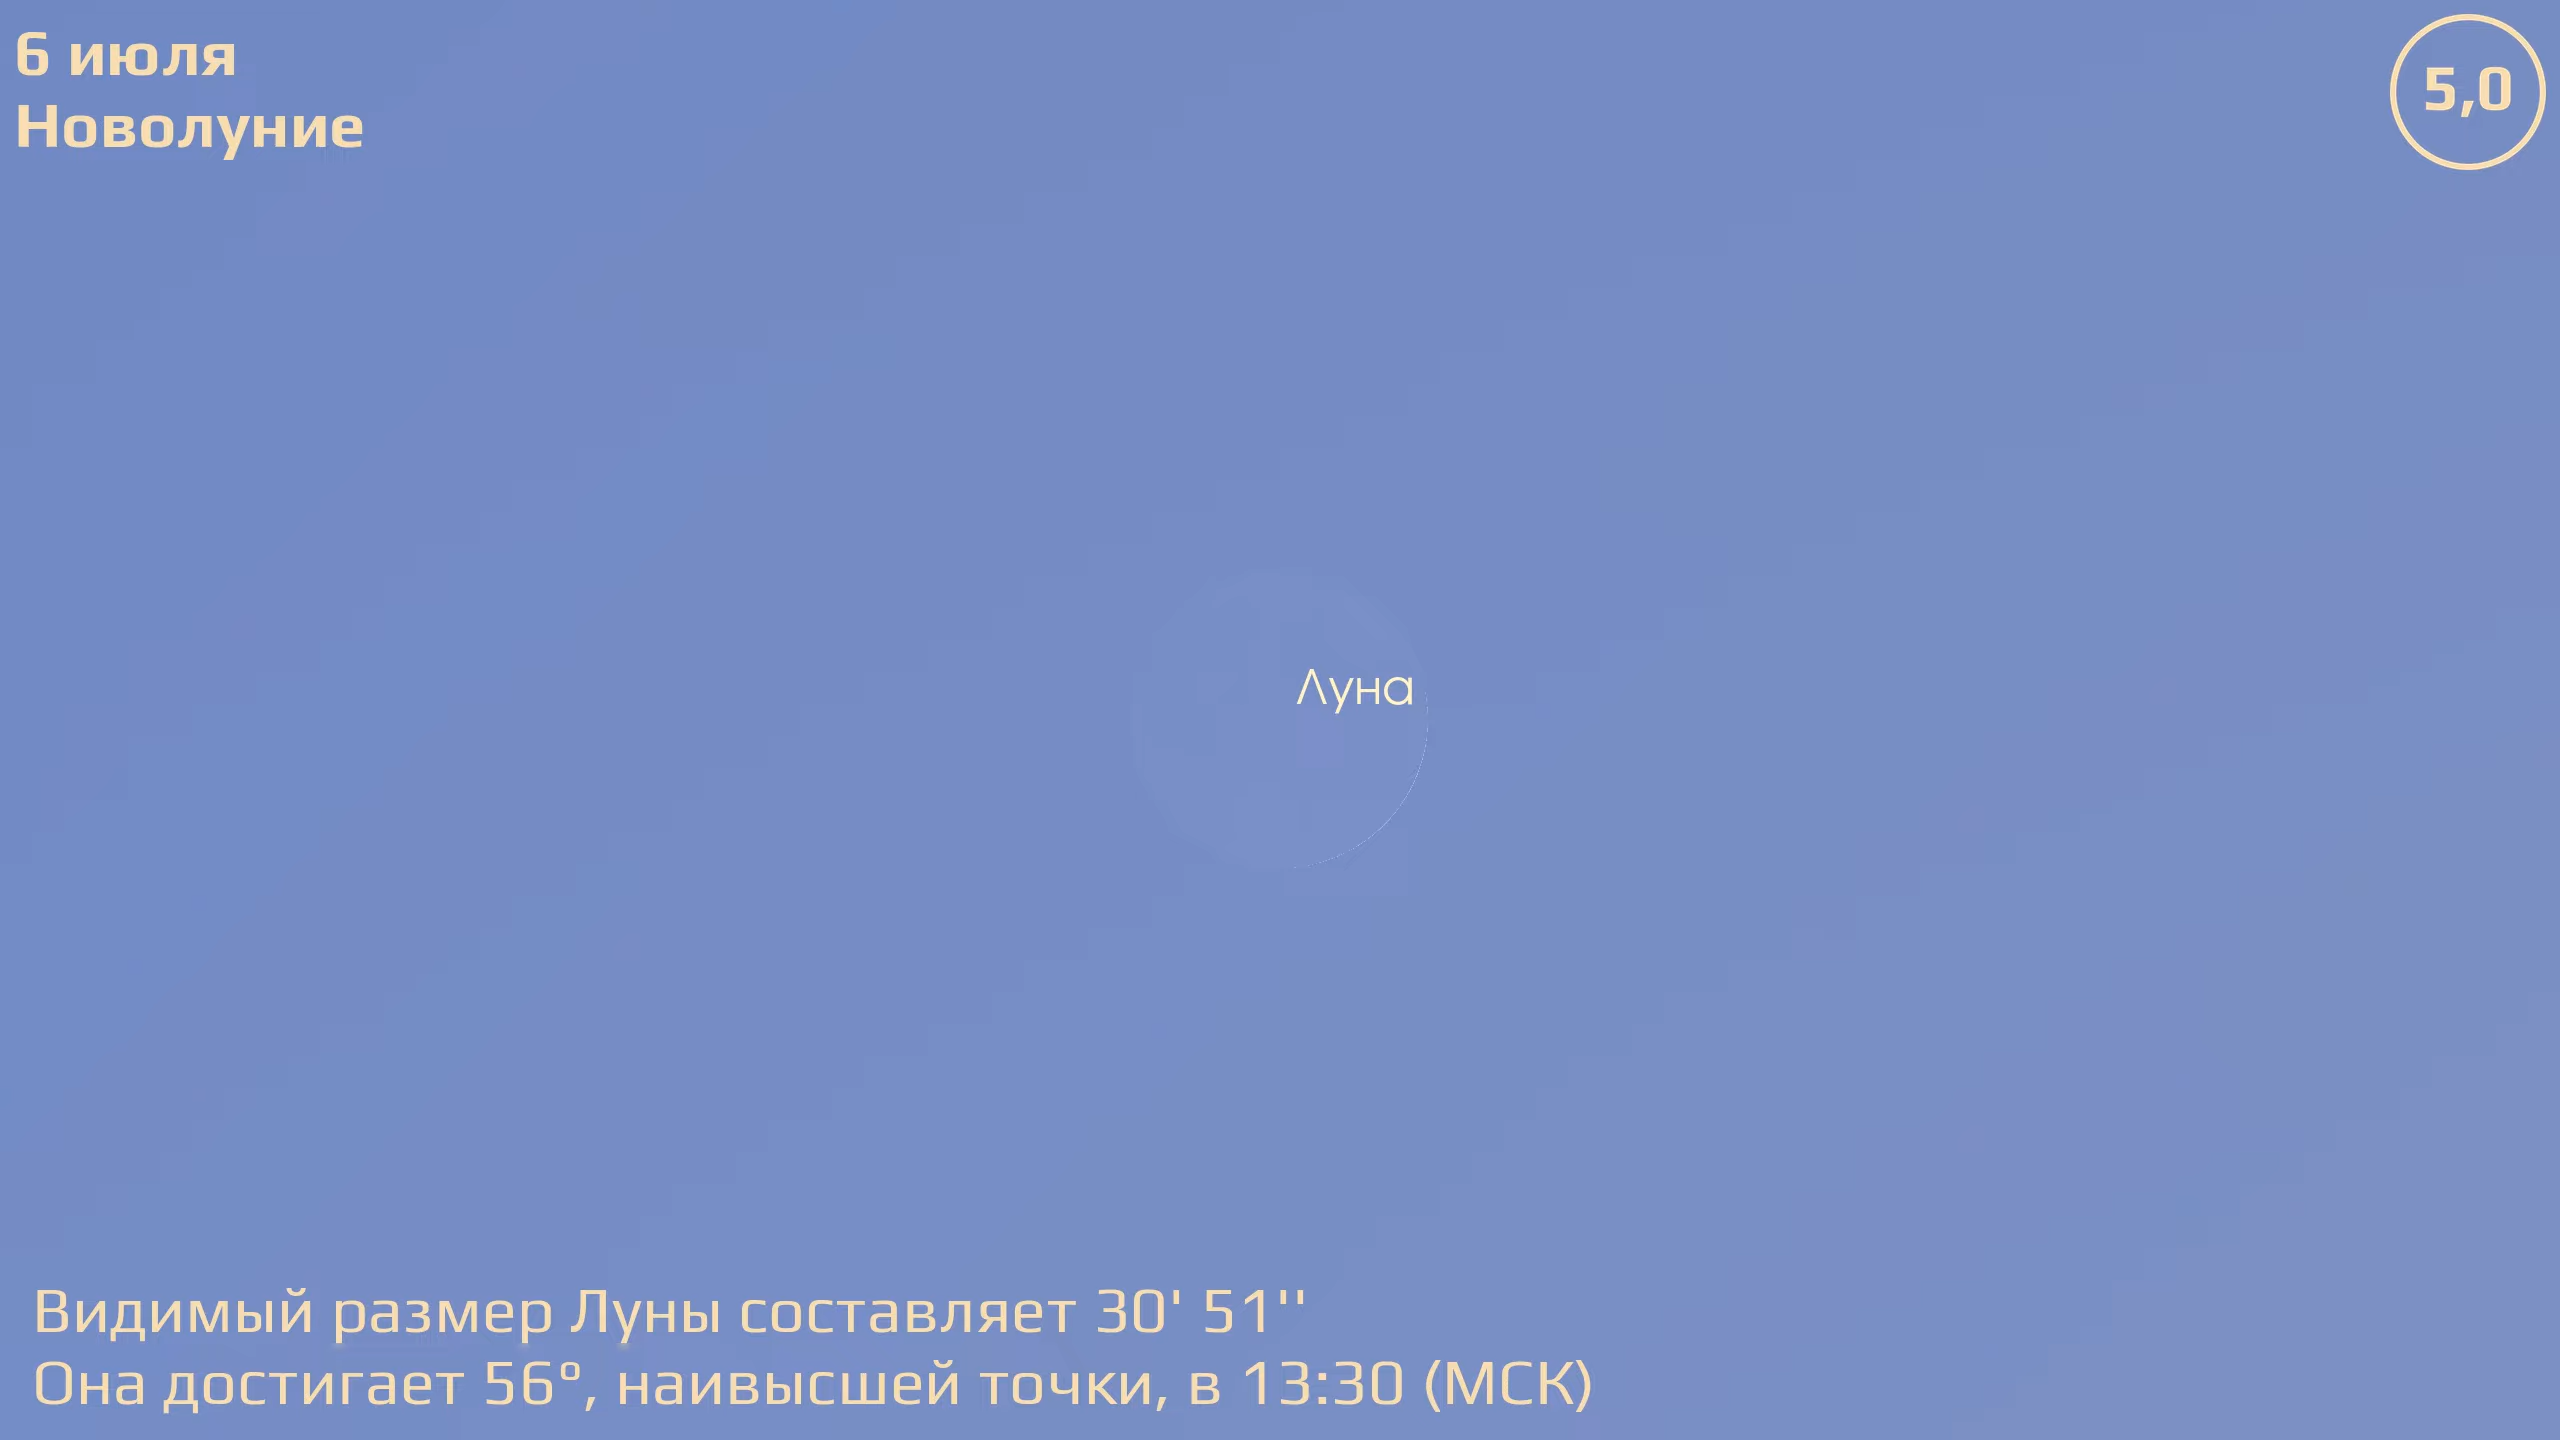 6 июля
Новолуние
5,0
Луна
Видимый размер Луны составляет 30' 51''
Она достигает 56°, наивысшей точки, в 13:30 (МСК)